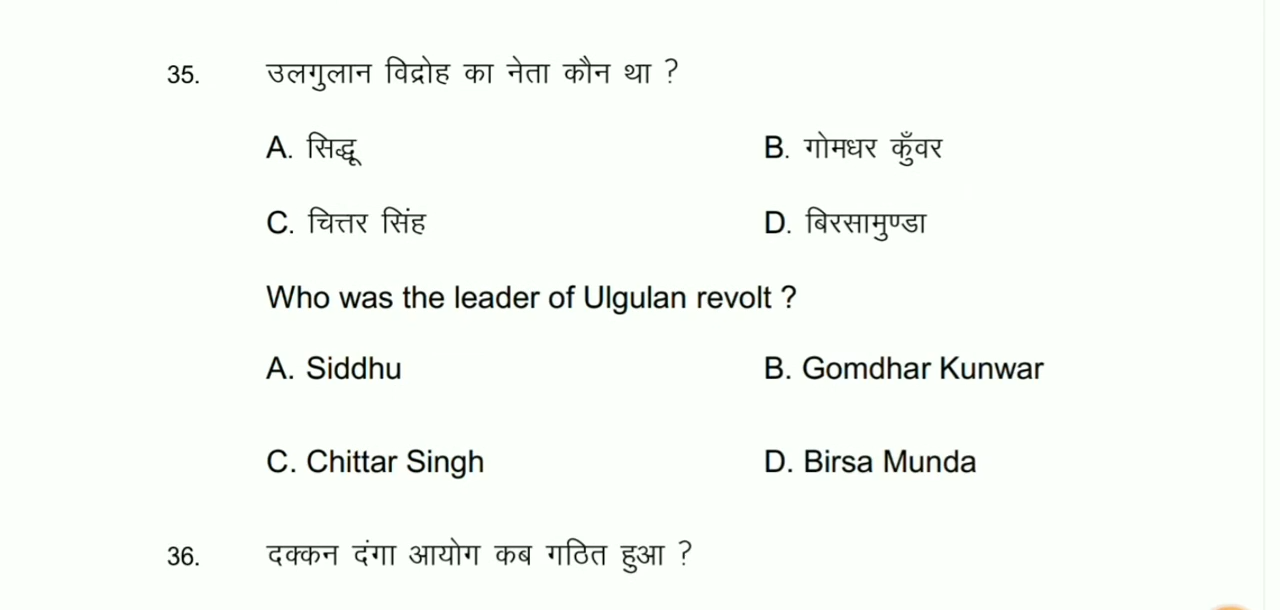 35. उलगुलान विद्रोह का नेता कौन था ?
A. सिद्धू B. गोमधर कुँवर
C. चित्तर सिंह D. बिरसामुण्डा
Who was the leader of Ulgulan revolt ?
A. Siddhu B. Gomdhar Kunwar
C. Chittar Singh D. Birsa Munda
36. दक्कन दंगा आयोग कब गठित हुआ ?